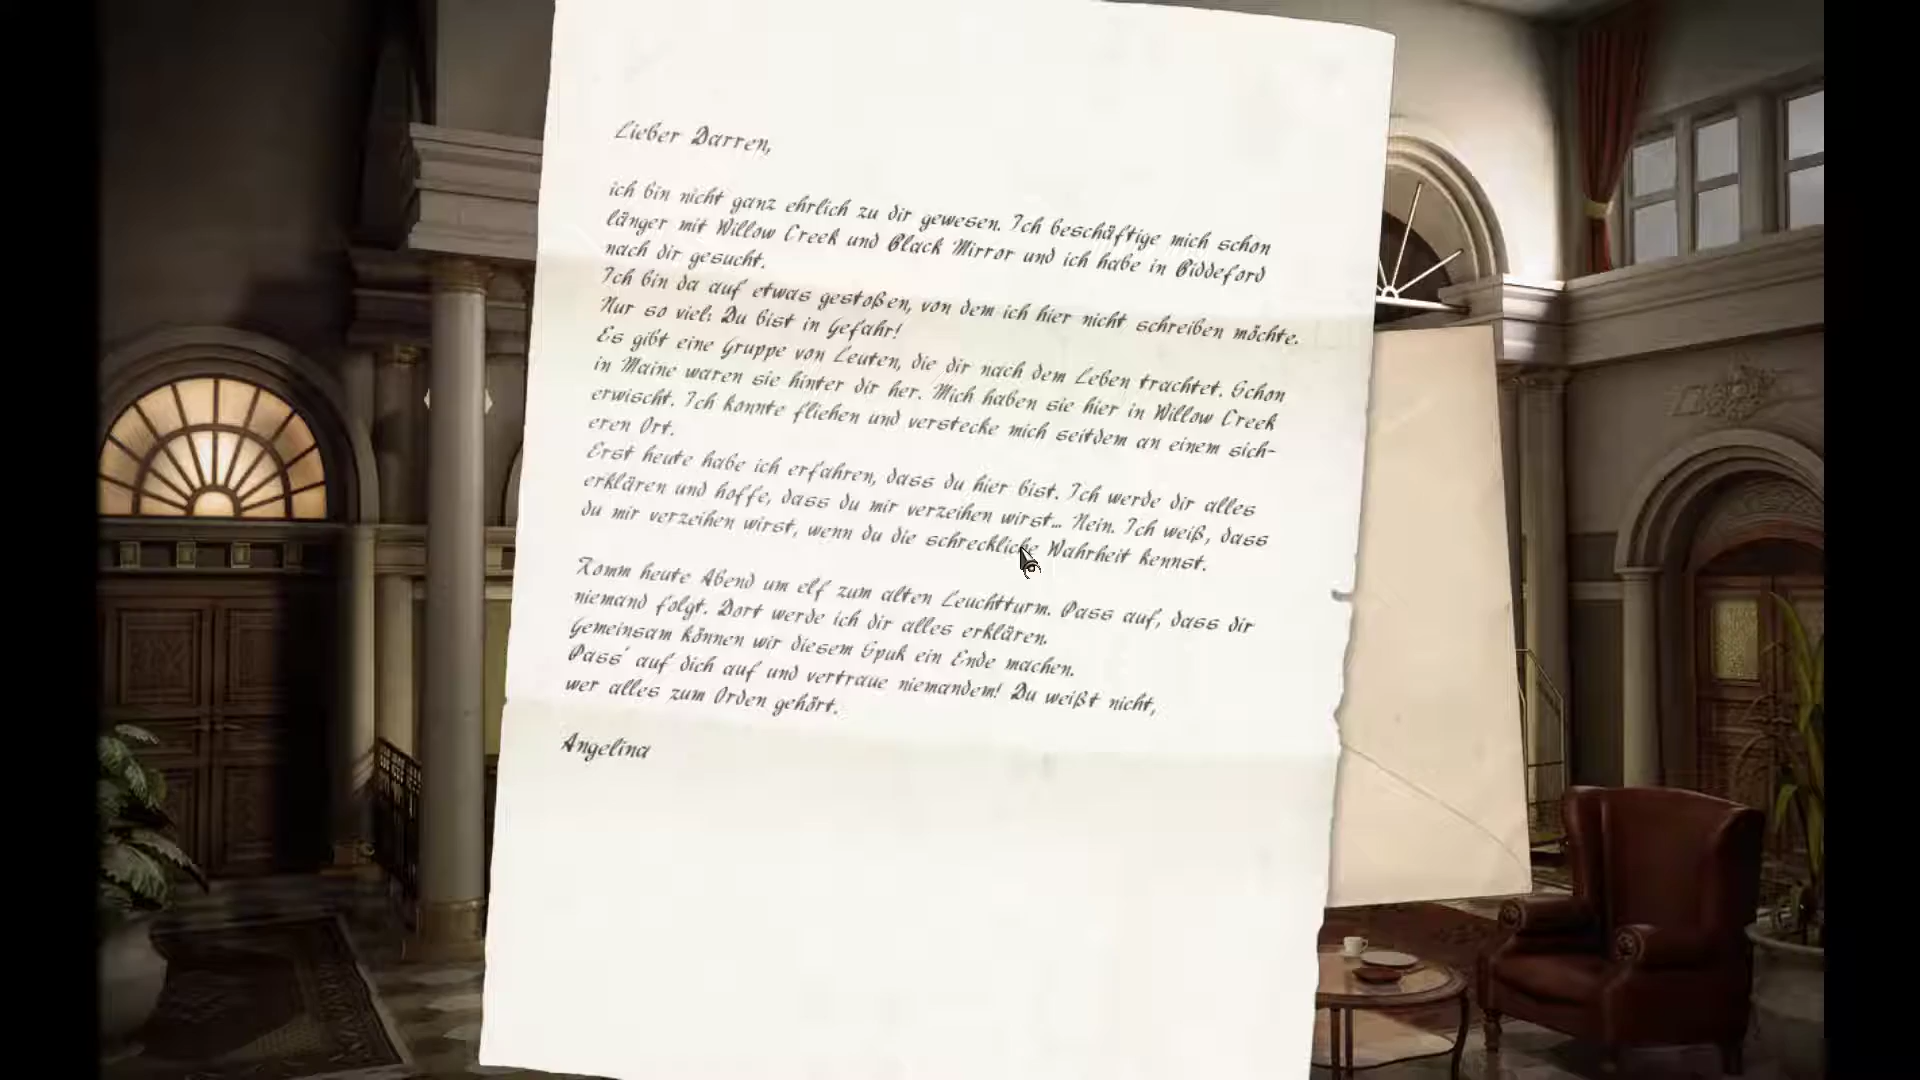 Lieber Darren,
ich bin nicht ganz ehrlich zu dir gewesen. Ich beschäftige mich schon
länger mit Willow Creek und Black Mirror und ich habe in Biddeford
nach dir gesucht.
Ich bin da auf etwas gestoßen, von dem ich hier nicht schreiben möchte.
Nur so viel: Du bist in Gefahr!
Es gibt eine Gruppe von Leuten, die dir nach dem Leben trachtet. Schon
in Maine waren sie hinter dir her. Mich haben sie hier in Willow Creek
erwischt. Ich konnte fliehen und verstecke mich seitdem an einem sich-
eren Ort.
Erst heute habe ich erfahren, dass du hier bist. Ich werde dir alles
erklären und hoffe, dass du mir verzeihen wirst... Nein. Ich weiß, dass
du mir verzeihen wirst, wenn du die schreckliche Wahrheit kennst.
Komm heute Abend um elf zum alten Leuchtturm. Pass auf, dass dir
niemand folgt. Dort werde ich dir alles erklären.
Gemeinsam können wir diesem Spuk ein Ende machen.
Pass' auf dich auf und vertraue niemandem! Du weißt nicht,
wer alles zum Orden gehört.
Angelina